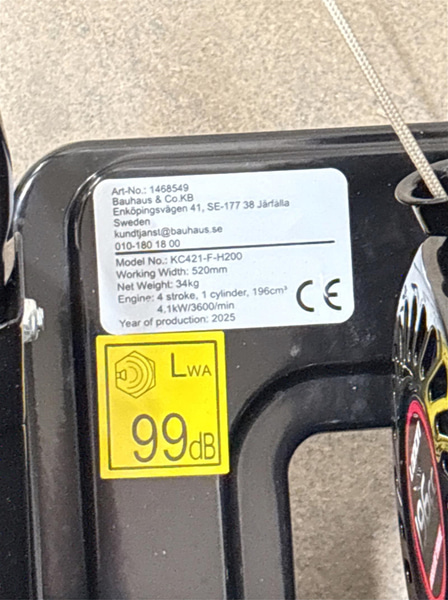 Art-No.: 1468549
Bauhaus & Co.KB
Enköpingsvägen 41, SE-177 38 Järfälla
Sweden
kundtjanst@bauhaus.se
010-180 18 00
Model No.: KC421-F-H200
Working Width: 520mm
Net Weight: 34kg
Engine: 4 stroke, 1 cylinder, 196cm³
4,1kW/3600/min
Year of production: 2025
CE
LWA
99dB